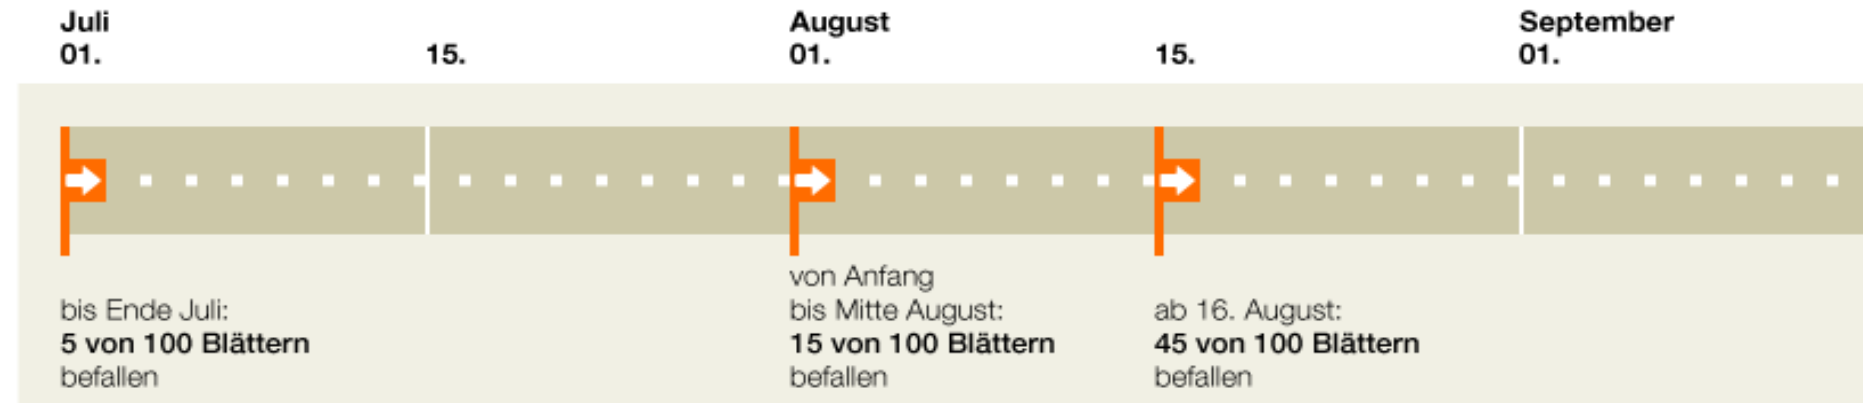 Juli
01.
15.
August
01.
15.
September
01.
bis Ende Juli:
5 von 100 Blättern
befallen
von Anfang
bis Mitte August:
15 von 100 Blättern
befallen
ab 16. August:
45 von 100 Blättern
befallen